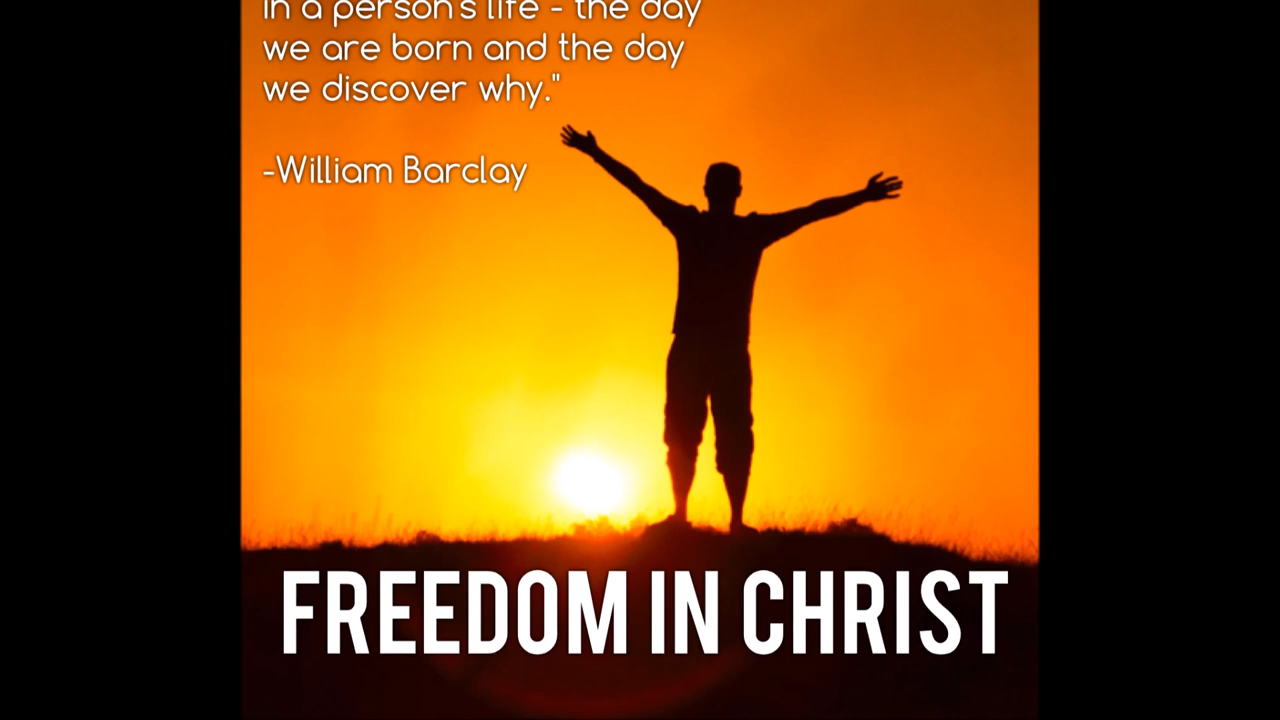 in a person's life - the day
we are born and the day
we discover why."
-William Barclay
FREEDOM IN CHRIST